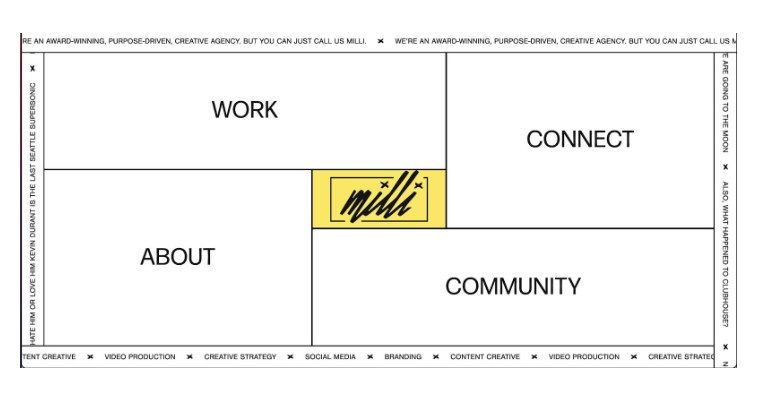 RE AN AWARD-WINNING, PURPOSE-DRIVEN, CREATIVE AGENCY. BUT YOU CAN JUST CALL US MILLI. × WE'RE AN AWARD-WINNING, PURPOSE-DRIVEN, CREATIVE AGENCY. BUT YOU CAN JUST CALL US M
HATE HIM OR LOVE HIM KEVIN DURANT IS THE LAST SEATTLE SUPERSONIC ×
WORK
CONNECT
milli
ABOUT
COMMUNITY
E ARE GOING TO THE MOON × ALSO, WHAT HAPPENED TO CLUBHOUSE? × N
TENT CREATIVE × VIDEO PRODUCTION × CREATIVE STRATEGY × SOCIAL MEDIA × BRANDING × CONTENT CREATIVE × VIDEO PRODUCTION × CREATIVE STRATEG